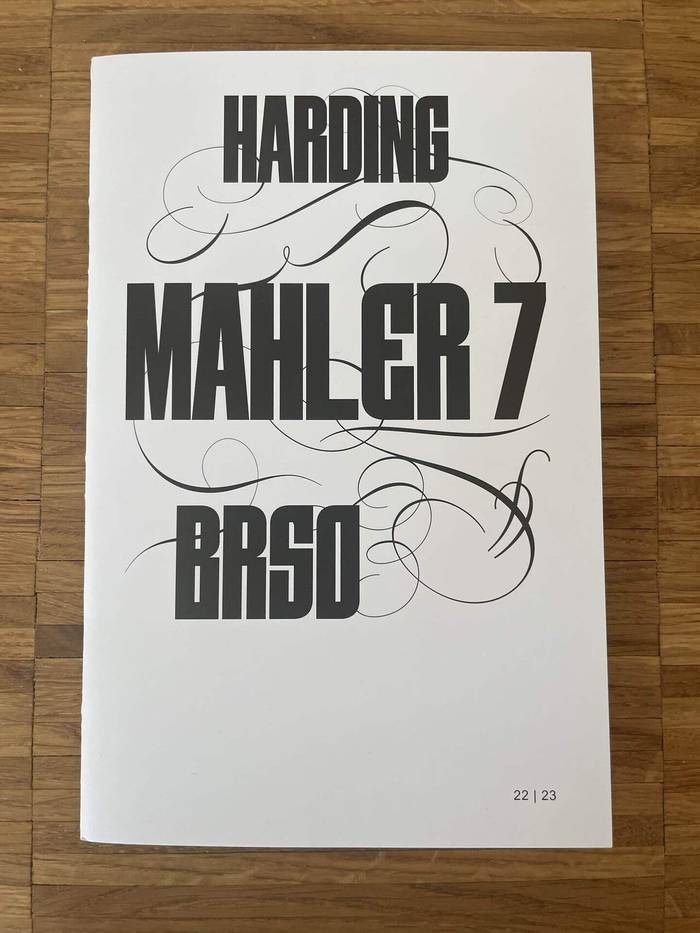 HARDING
MAHLER 7
BRSO
22 | 23